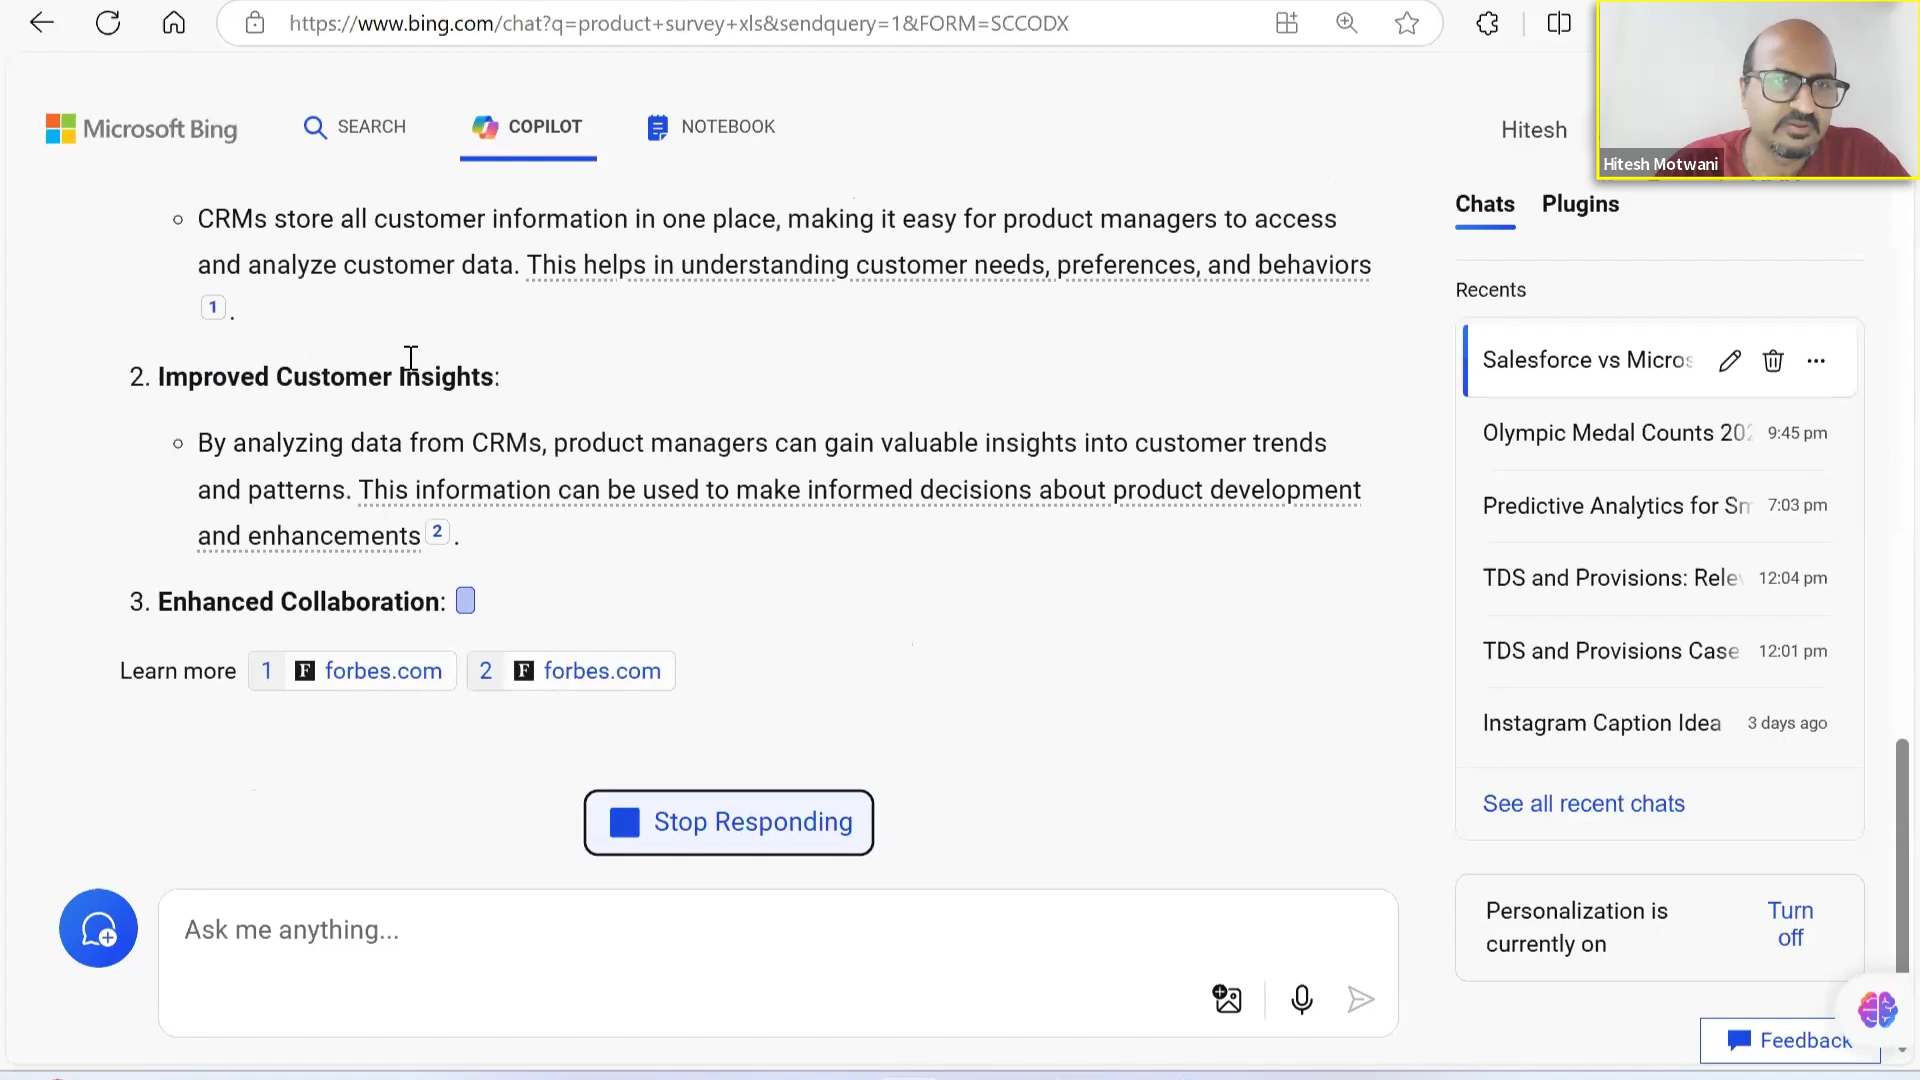 https://www.bing.com/chat?q=product+survey+xls&sendquery=1&FORM=SCCODX
Microsoft Bing
SEARCH
COPILOT
NOTEBOOK
Hitesh
Hitesh Motwani
CRMs store all customer information in one place, making it easy for product managers to access
and analyze customer data. This helps in understanding customer needs, preferences, and behaviors
1 .
2. Improved Customer Insights:
By analyzing data from CRMs, product managers can gain valuable insights into customer trends
and patterns. This information can be used to make informed decisions about product development
and enhancements 2 .
3. Enhanced Collaboration:
Learn more 1 F forbes.com 2 F forbes.com
Stop Responding
Ask me anything...
Chats Plugins
Recents
Salesforce vs Micros
Olympic Medal Counts 202 9:45 pm
Predictive Analytics for Sm 7:03 pm
TDS and Provisions: Rele 12:04 pm
TDS and Provisions Case 12:01 pm
Instagram Caption Idea 3 days ago
See all recent chats
Personalization is
currently on
Turn
off
Feedback